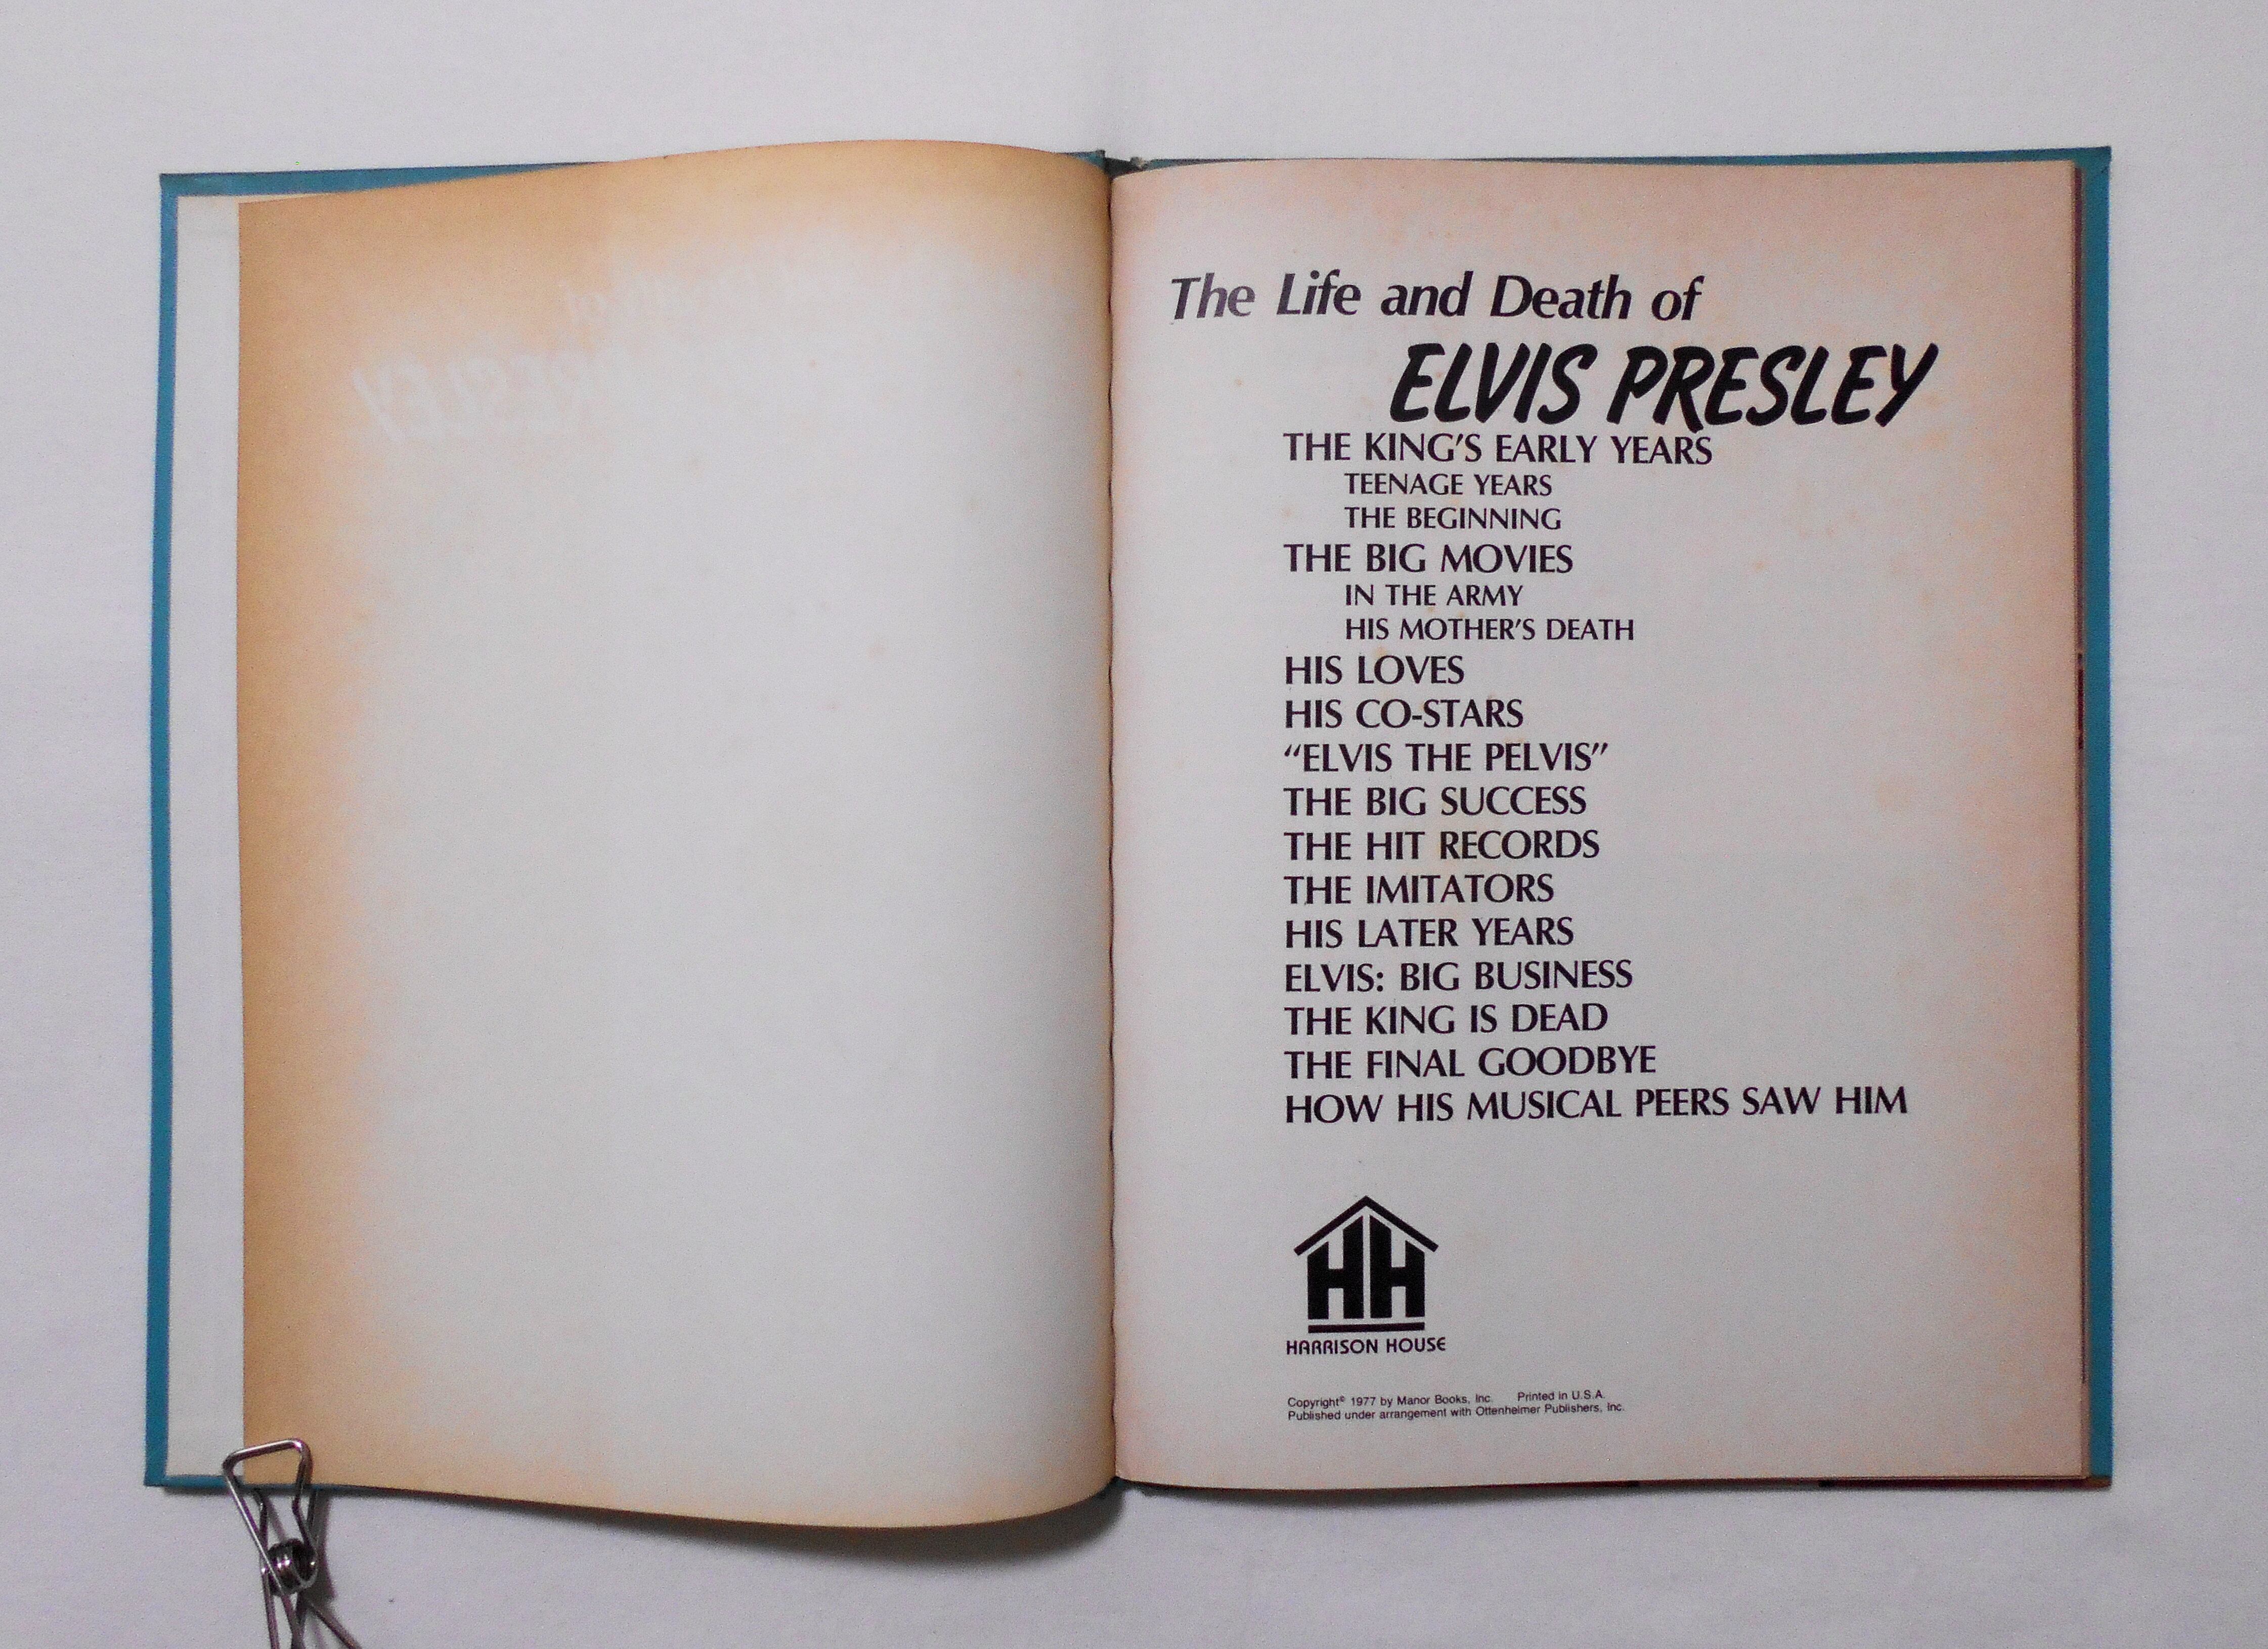 The Life and Death of
ELVIS PRESLEY
THE KING'S EARLY YEARS
TEENAGE YEARS
THE BEGINNING
THE BIG MOVIES
IN THE ARMY
HIS MOTHER'S DEATH
HIS LOVES
HIS CO-STARS
“ELVIS THE PELVIS”
THE BIG SUCCESS
THE HIT RECORDS
THE IMITATORS
HIS LATER YEARS
ELVIS: BIG BUSINESS
THE KING IS DEAD
THE FINAL GOODBYE
HOW HIS MUSICAL PEERS SAW HIM
HH
HARRISON HOUSE
Copyright© 1977 by Manor Books, Inc. Printed in U.S.A.
Published under arrangement with Ottenheimer Publishers, Inc.